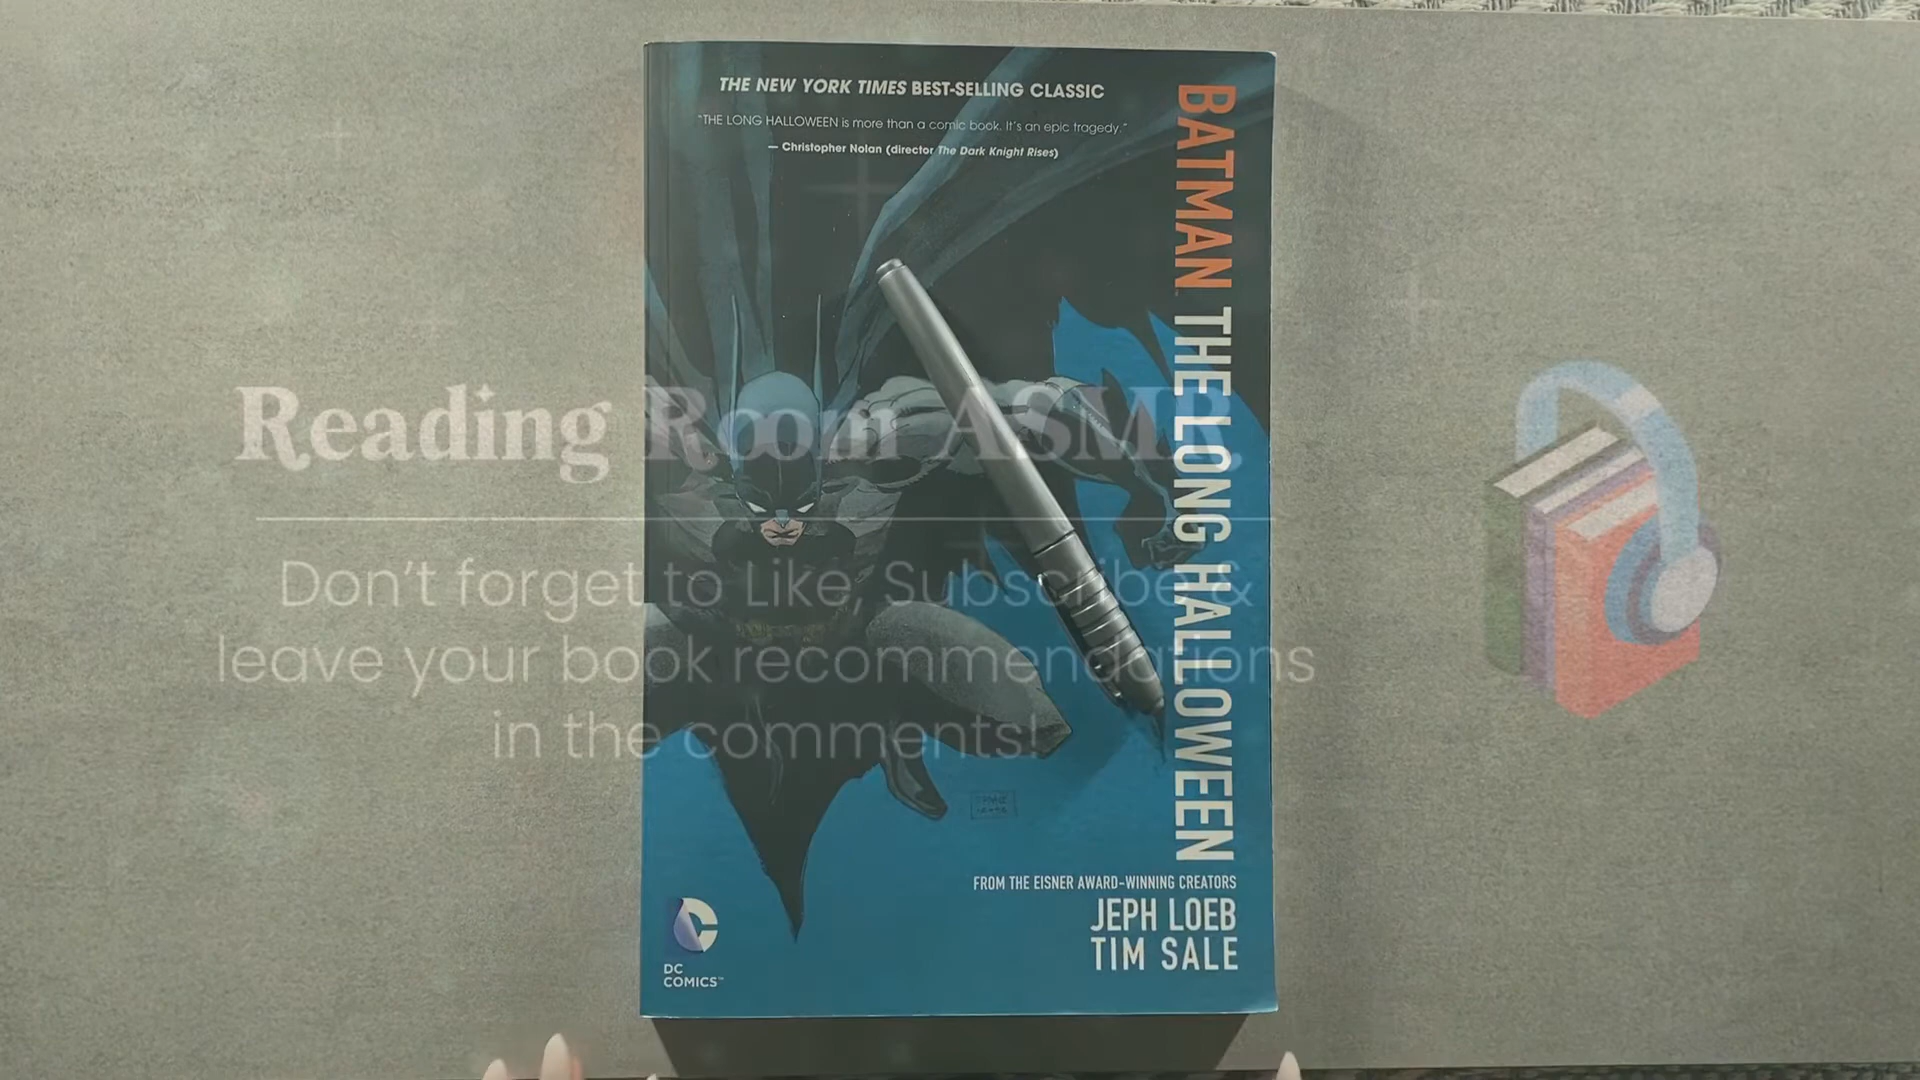 THE NEW YORK TIMES BEST-SELLING CLASSIC
"THE LONG HALLOWEEN is more than a comic book. It's an epic tragedy."
— Christopher Nolan (director The Dark Knight Rises)
BATMAN THE LONG HALLOWEEN
Reading Room ASMR
Don't forget to Like, Subscribe &
leave your book recommendations
in the comments!
FROM THE EISNER AWARD-WINNING CREATORS
JEPH LOEB
TIM SALE
DC
COMICS™